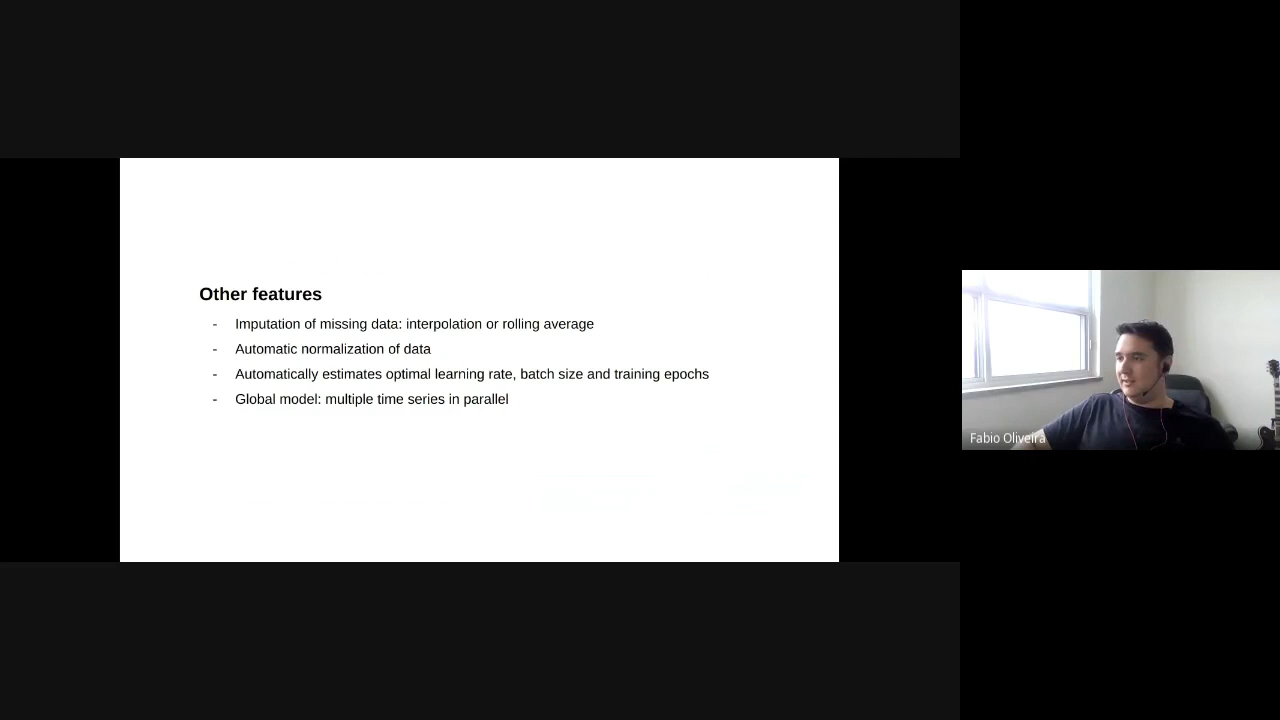 Other features
- Imputation of missing data: interpolation or rolling average
- Automatic normalization of data
- Automatically estimates optimal learning rate, batch size and training epochs
- Global model: multiple time series in parallel
Fabio Oliveira